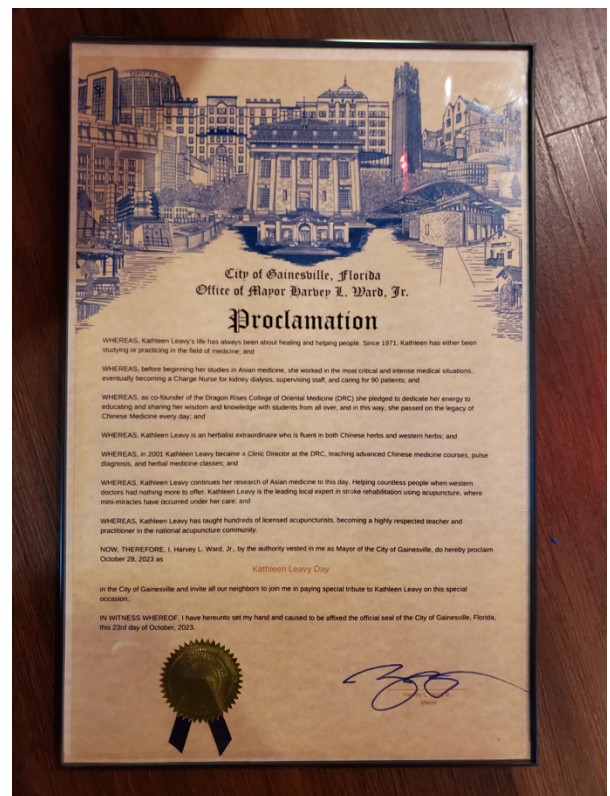 City of Gainesville, Florida
Office of Mayor Harvey L. Ward, Jr.
Proclamation
WHEREAS, Kathleen Leavy's life has always been about healing and helping people. Since 1971, Kathleen has either been
studying or practicing in the field of medicine; and
WHEREAS, before beginning her studies in Asian medicine, she worked in the most critical and intense medical situations,
eventually becoming a Charge Nurse for kidney dialysis, supervising staff, and caring for 90 patients; and
WHEREAS, as co-founder of the Dragon Rises College of Oriental Medicine (DRC) she pledged to dedicate her energy to
educating and sharing her wisdom and knowledge with students from all over, and in this way, she passed on the legacy of
Chinese Medicine every day; and
WHEREAS, Kathleen Leavy is an herbalist extraordinaire who is fluent in both Chinese herbs and western herbs; and
WHEREAS, in 2001 Kathleen Leavy became a Clinic Director at the DRC, teaching advanced Chinese medicine courses, pulse
diagnosis, and herbal medicine classes; and
WHEREAS, Kathleen Leavy continues her research of Asian medicine to this day. Helping countless people when western
doctors had nothing more to offer. Kathleen Leavy is the leading local expert in stroke rehabilitation using acupuncture, where
mini-miracles have occurred under her care; and
WHEREAS, Kathleen Leavy has taught hundreds of licensed acupuncturists, becoming a highly respected teacher and
practitioner in the national acupuncture community.
NOW, THEREFORE, I, Harvey L. Ward, Jr., by the authority vested in me as Mayor of the City of Gainesville, do hereby proclaim
October 28, 2023 as
Kathleen Leavy Day
in the City of Gainesville and invite all our neighbors to join me in paying special tribute to Kathleen Leavy on this special
occasion.
IN WITNESS WHEREOF, I have hereunto set my hand and caused to be affixed the official seal of the City of Gainesville, Florida,
this 23rd day of October, 2023.
Mayor